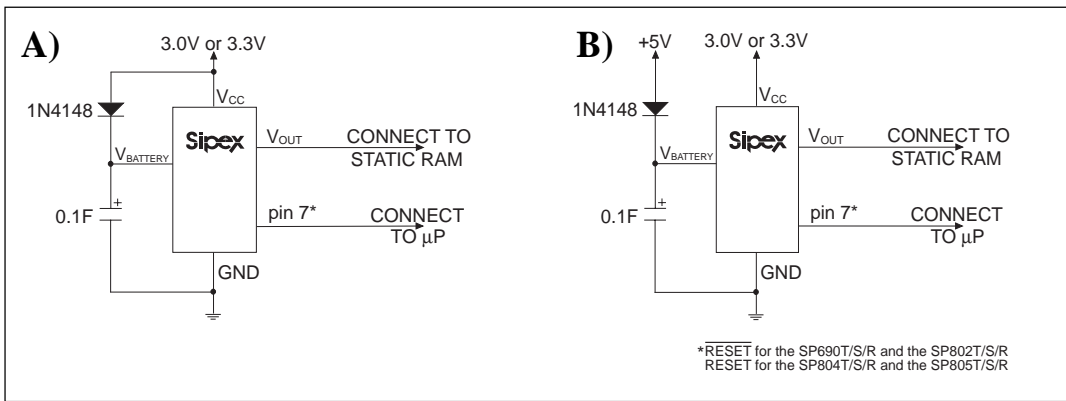 A)
3.0V or 3.3V
1N4148
VCC
Sipex
VOUT
CONNECT TO
STATIC RAM
VBATTERY
+
0.1F
pin 7*
CONNECT
TO µP
GND
B)
+5V
3.0V or 3.3V
1N4148
VCC
Sipex
VOUT
CONNECT TO
STATIC RAM
VBATTERY
+
0.1F
pin 7*
CONNECT
TO µP
GND
*RESET for the SP690T/S/R and the SP802T/S/R
RESET for the SP804T/S/R and the SP805T/S/R